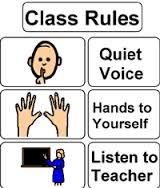 Class Rules
Quiet
Voice
Hands to
Yourself
Listen to
Teacher